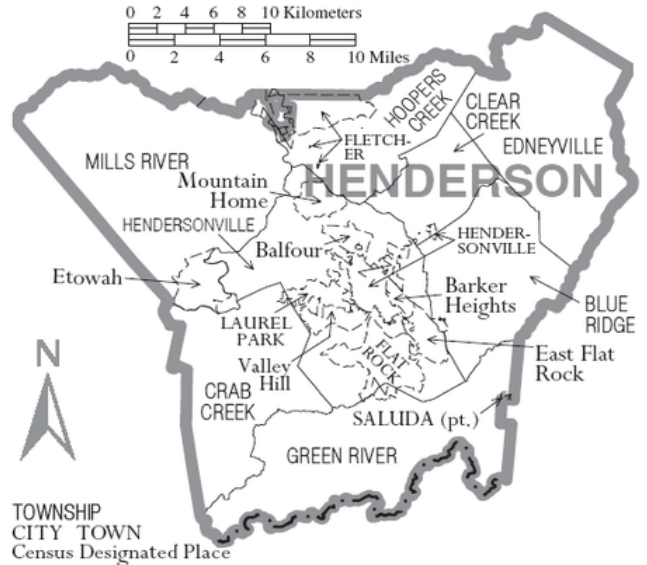 0 2 4 6 8 10 Kilometers
0 2 4 6 8 10 Miles
HOOPERS
CREEK
CLEAR
CREEK
FLETCH-
ER
EDNEYVILLE
MILLS RIVER
HENDERSON
Mountain
Home
HENDERSONVILLE
HENDER-
SONVILLE
Balfour
Etowah
Barker
Heights
BLUE
RIDGE
LAUREL
PARK
FLAT
ROCK
East Flat
Rock
Valley
Hill
N
CRAB
CREEK
SALUDA (pt.)
GREEN RIVER
TOWNSHIP
CITY TOWN
Census Designated Place